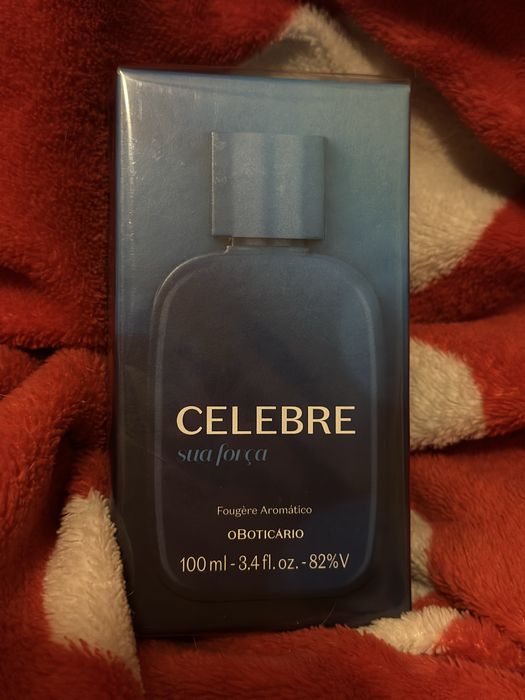 CELEBRE
sua força
Fougère Aromático
oBOTICÁRIO
100 ml - 3.4 fl. oz. - 82%V